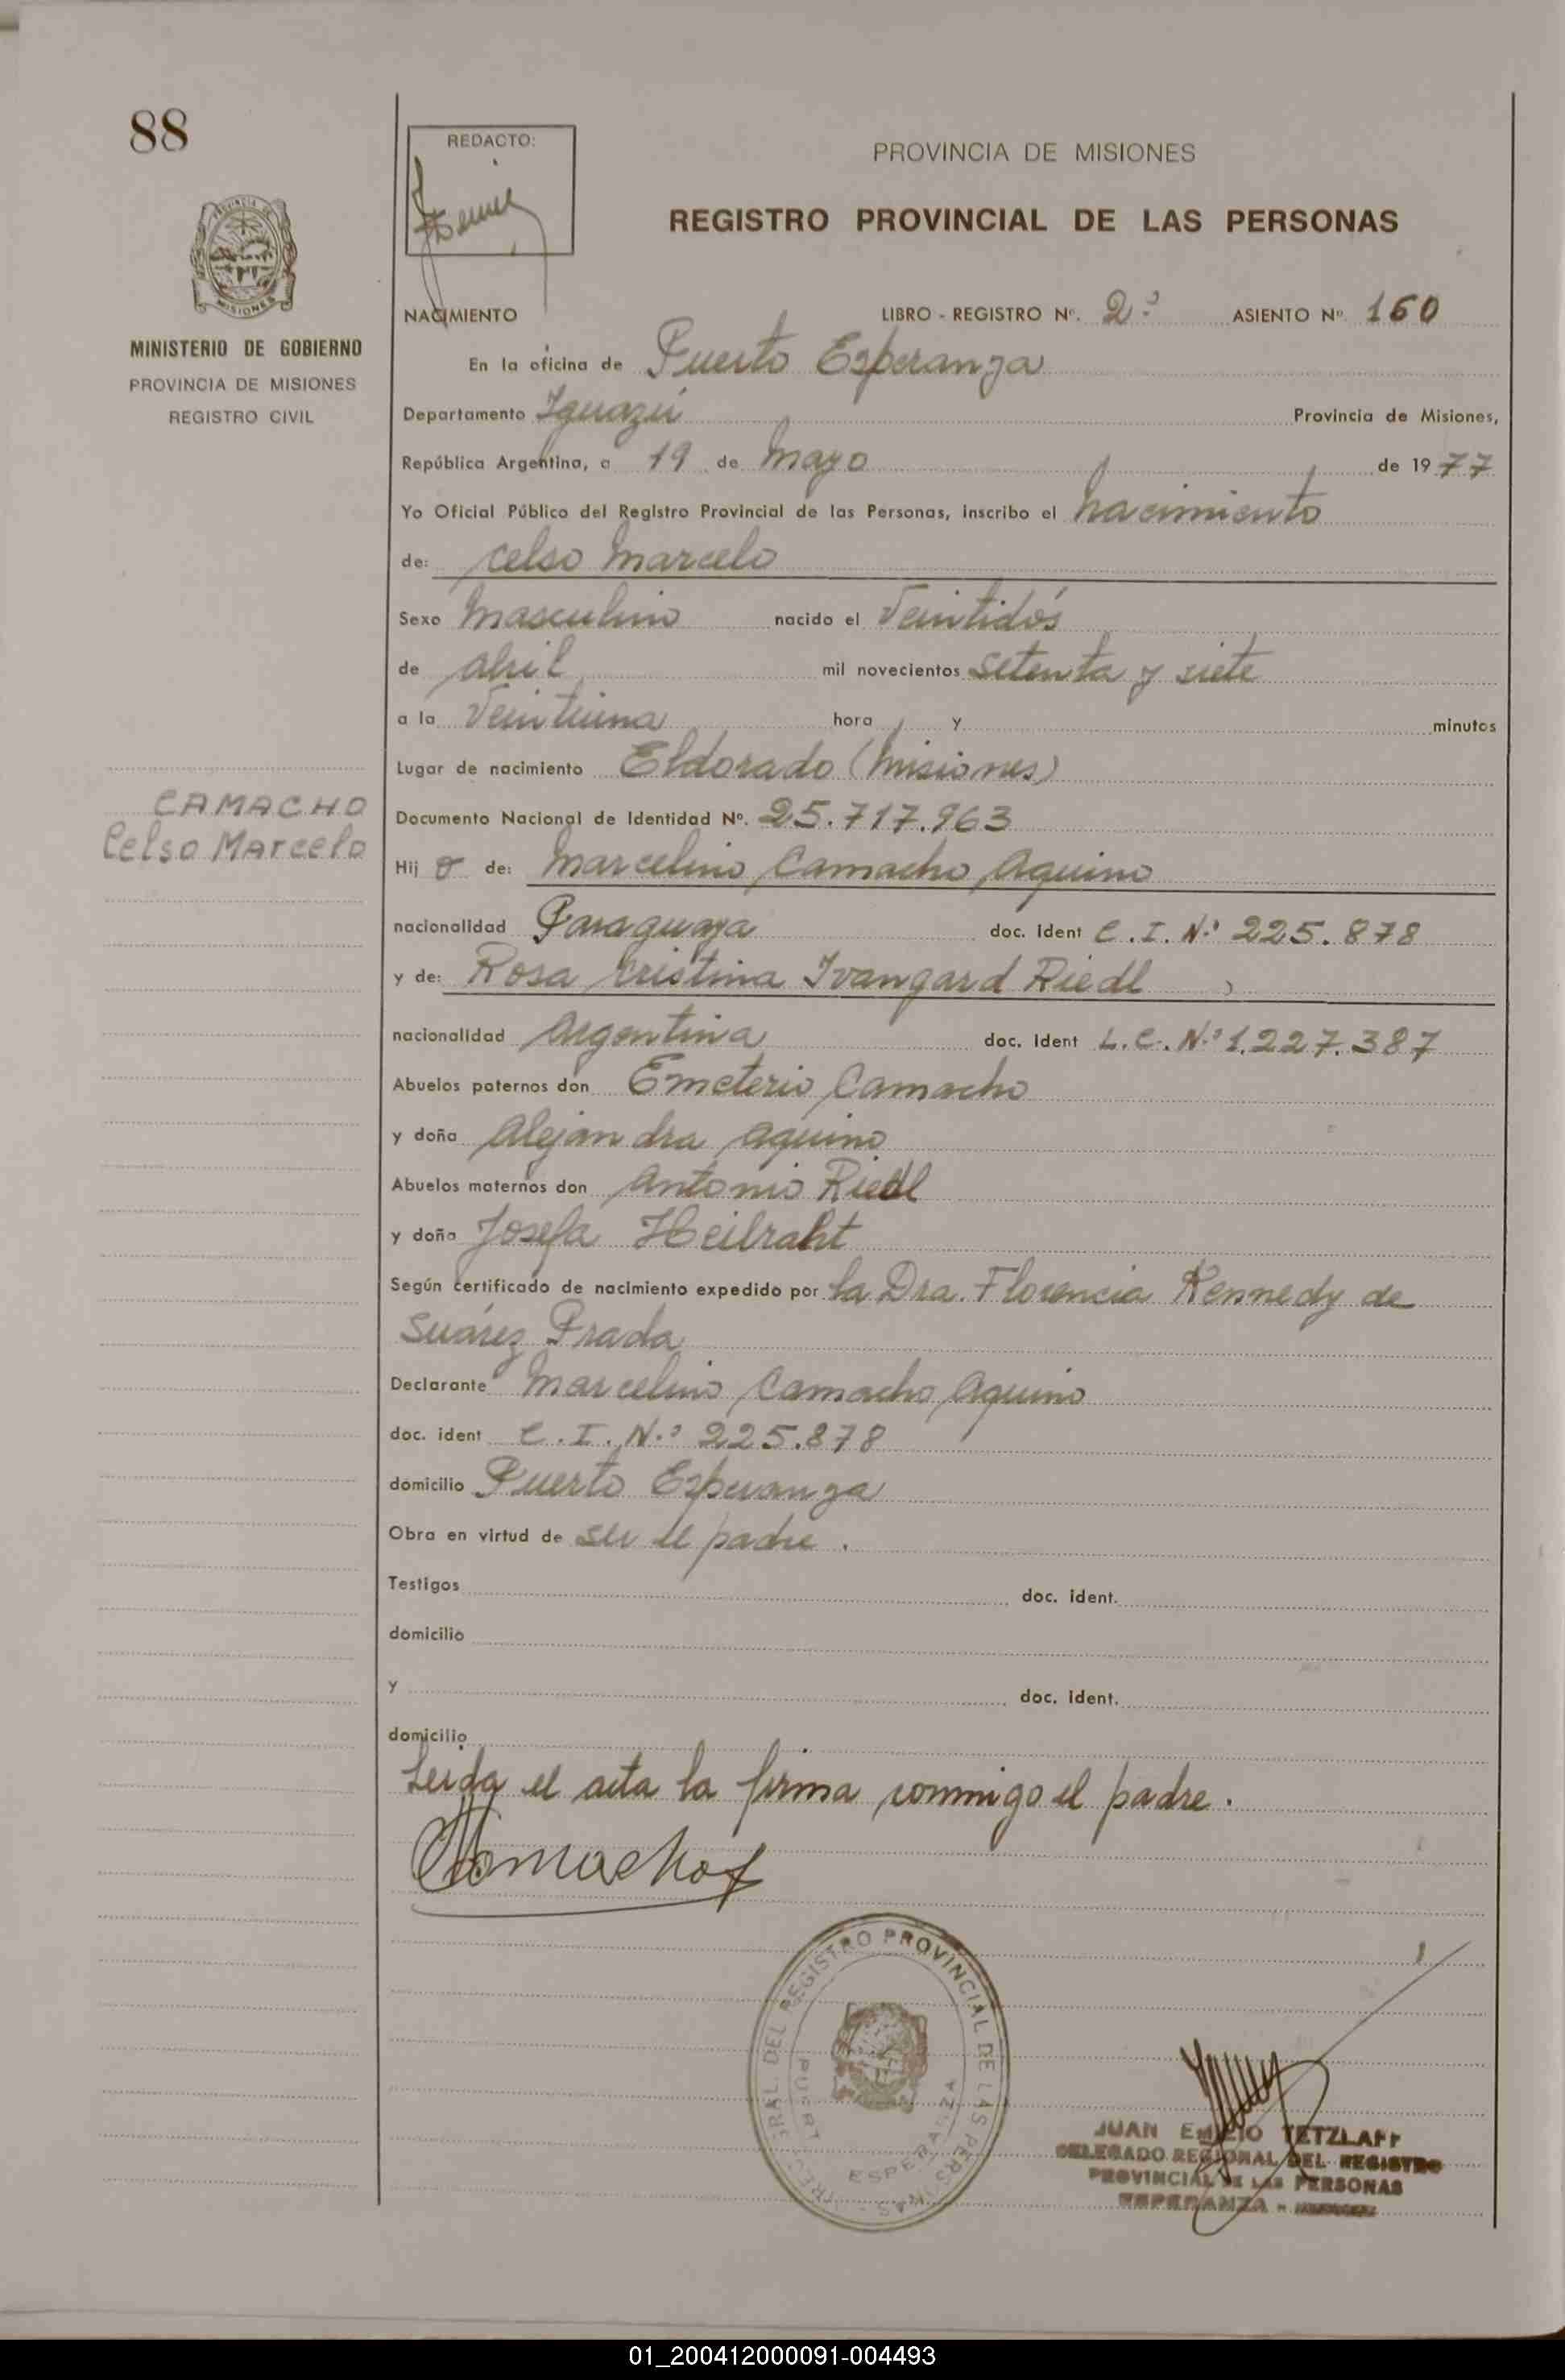 88
REDACTO:
PROVINCIA DE MISIONES
REGISTRO PROVINCIAL DE LAS PERSONAS
MISIONES
MINISTERIO DE GOBIERNO
PROVINCIA DE MISIONES
REGISTRO CIVIL
NACIMIENTO LIBRO - REGISTRO Nº. 2º ASIENTO Nº. 160
En la oficina de Puerto Esperanza
Departamento Iguazú Provincia de Misiones,
República Argentina, a 19 de Mayo de 1977
Yo Oficial Público del Registro Provincial de las Personas, inscribo el nacimiento
de: Celso Marcelo
Sexo Masculino nacido el Veintidós
de abril mil novecientos setenta y siete
a la Veintiuna hora y minutos
Lugar de nacimiento Eldorado (Misiones)
CAMACHO
Celso Marcelo
Documento Nacional de Identidad Nº. 25.717.963
Hijo de: Marcelino Camacho Aquino
nacionalidad Paraguaya doc. ident C.I. Nº 225.878
y de: Rosa Cristina Ivangard Riedl
nacionalidad Argentina doc. ident L.C. Nº 1.227.387
Abuelos paternos don Emeterio Camacho
y doña Alejandra Aquino
Abuelos maternos don Antonio Riedl
y doña Josefa Heilraht
Según certificado de nacimiento expedido por la Dra. Florencia Kennedy de
Suárez Prada
Declarante Marcelino Camacho Aquino
doc. ident C.I. N.º 225.878
domicilio Puerto Esperanza
Obra en virtud de ser el padre.
Testigos doc. ident.
domicilio
y doc. ident.
domicilio
Leida el acta la firma conmigo el padre.
Camacho
DEL REGISTRO PROVINCIAL DE LAS PERSONAS
ESPERANZA
JUAN EMILIO TETZLAFF
DELEGADO REGIONAL DEL REGISTRO
PROVINCIAL DE LAS PERSONAS
ESPERANZA -
01_200412000091-004493